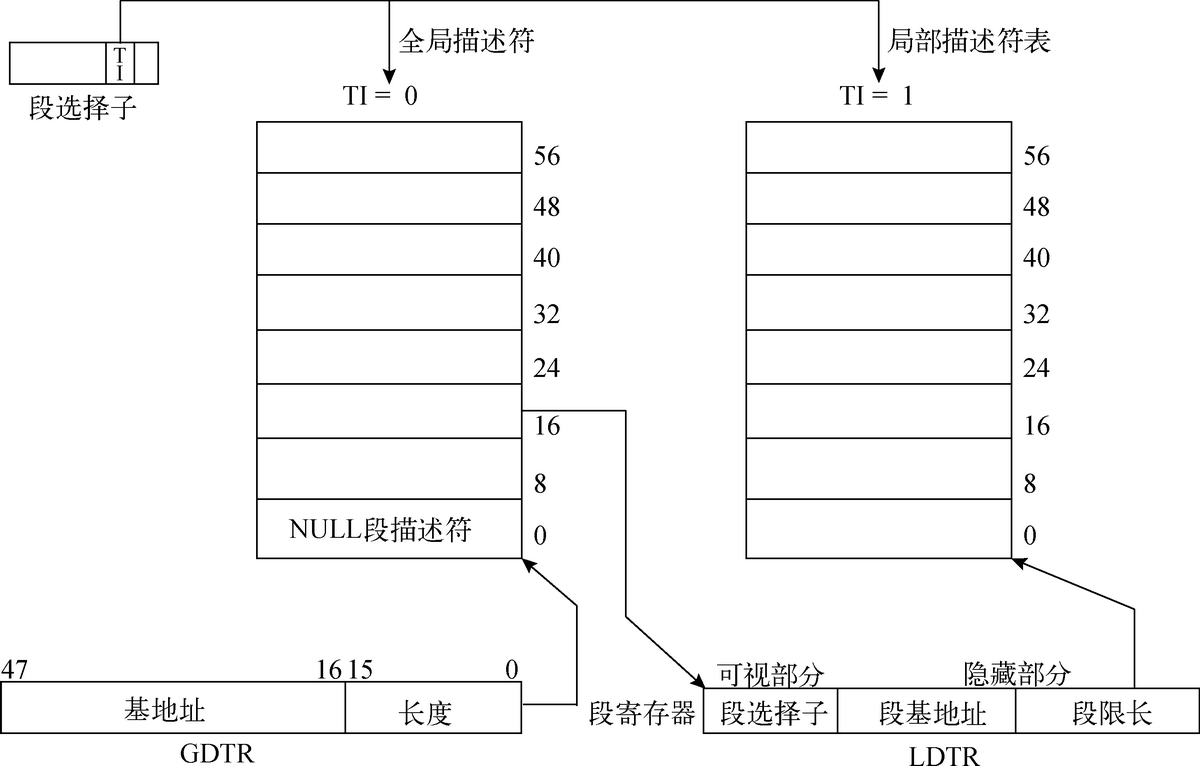 全局描述符
局部描述符表
TI
段选择子
TI = 0
TI = 1
56
56
48
48
40
40
32
32
24
24
16
16
8
8
NULL段描述符
0
0
47
16 15
0
可视部分
隐藏部分
基地址
长度
段寄存器
段选择子
段基地址
段限长
GDTR
LDTR